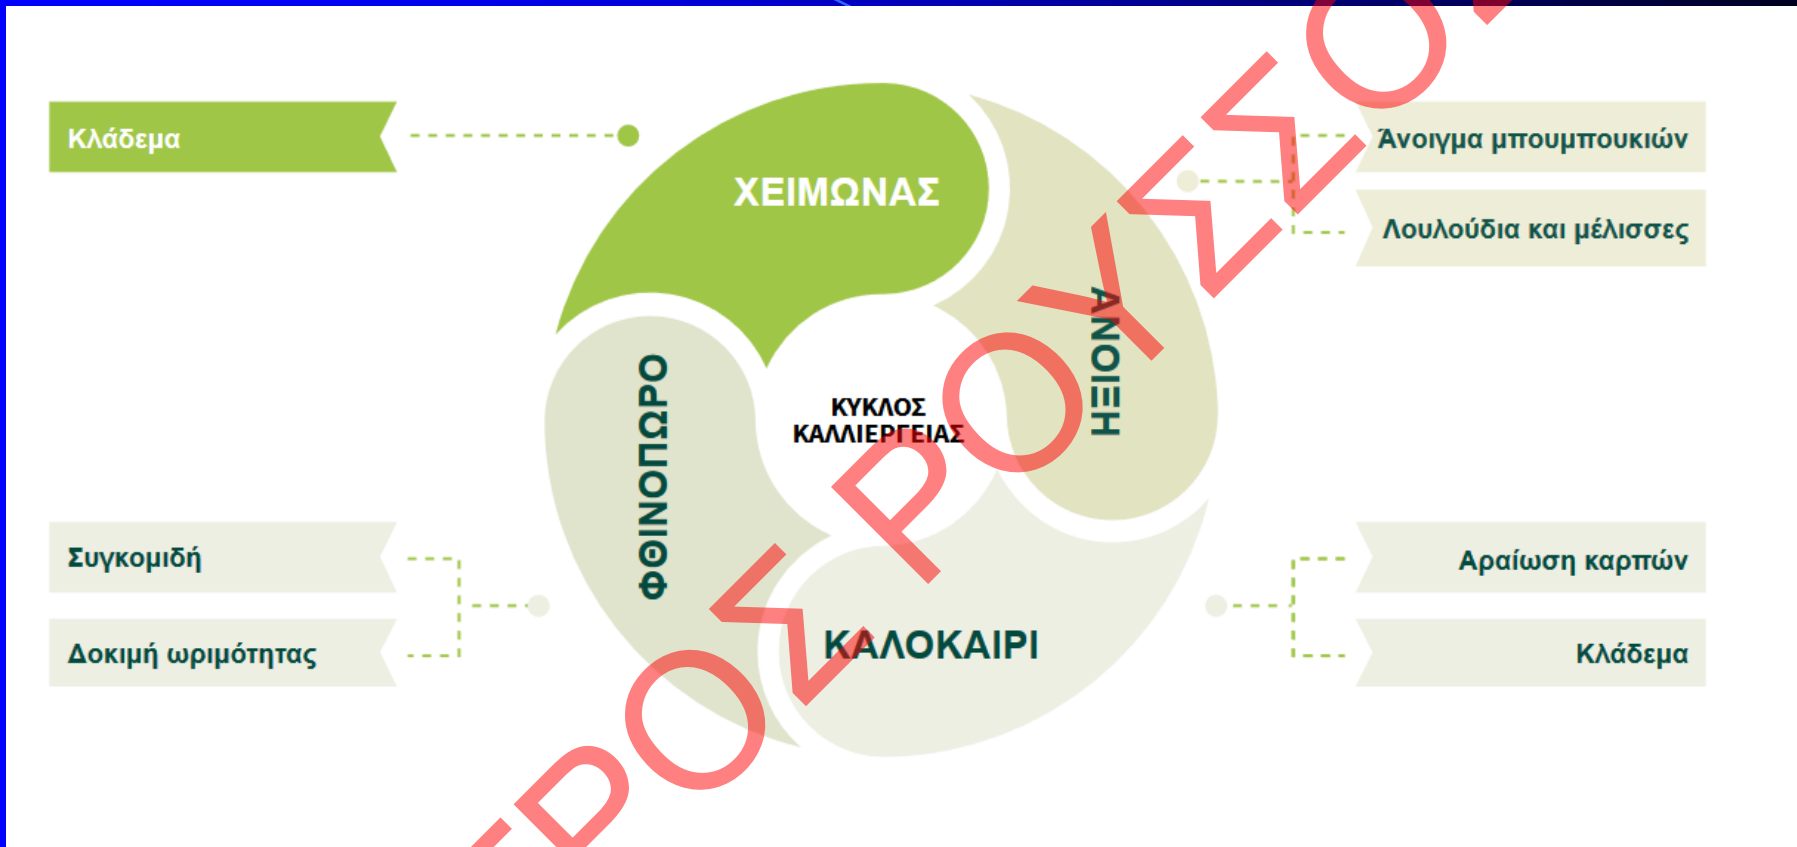 Κλάδεμα
ΧΕΙΜΩΝΑΣ
Άνοιγμα μπουμπουκιών
Λουλούδια και μέλισσες
ΑΝΟΙΞΗ
ΦΘΙΝΟΠΩΡΟ
ΚΥΚΛΟΣ
ΚΑΛΛΙΕΡΓΕΙΑΣ
Συγκομιδή
Δοκιμή ωριμότητας
ΚΑΛΟΚΑΙΡΙ
Αραίωση καρπών
Κλάδεμα
ΡΟΣ ΡΟΥΣΣΟ